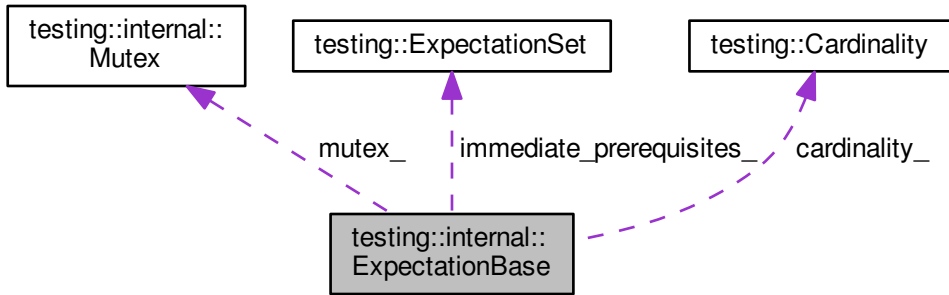 testing::internal::
Mutex
testing::ExpectationSet
testing::Cardinality
mutex_
immediate_prerequisites_
cardinality_
testing::internal::
ExpectationBase